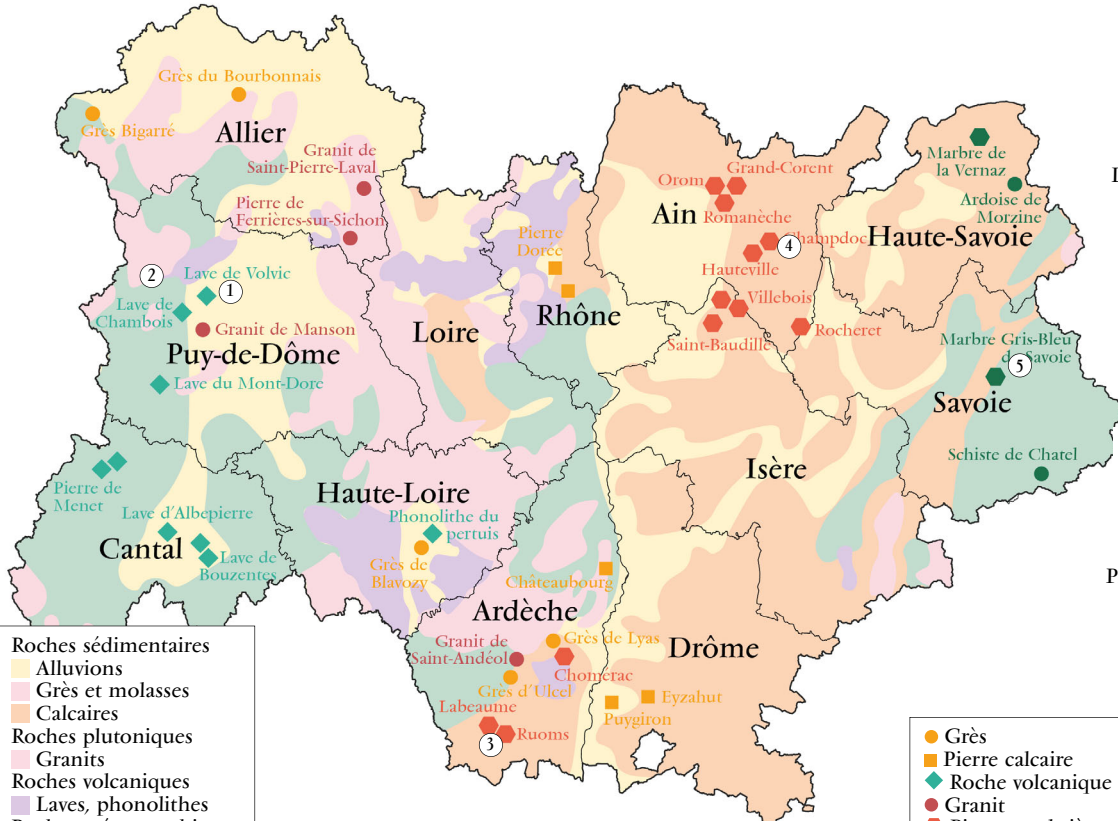 Grès du Bourbonnais
Grès Bigarré
Allier
Granit de
Saint-Pierre-Laval
Pierre de
Ferrières-sur-Sichon
2
Lave de Volvic
1
Lave de
Chambois
Granit de Manson
Puy-de-Dôme
Lave du Mont-Dore
Loire
Pierre
Dorée
Rhône
Orom
Grand-Corent
Ain
Romanèche
Champdoc
4
Hauteville
Villebois
Saint-Baudille
Rocheret
Marbre de
la Vernaz
Ardoise de
Morzine
Haute-Savoie
Marbre Gris-Bleu
de Savoie
5
Savoie
Schiste de Chatel
Isère
Pierre de
Menet
Lave d'Albepierre
Cantal
Lave de
Bouzentes
Haute-Loire
Phonolithe du
pertuis
Grès de
Blavozy
Châteaubourg
Ardèche
Granit de
Saint-Andéol
Grès de Lyas
Chomerac
Grès d'Ulcel
Labeaume
3
Ruoms
Drôme
Eyzahut
Puygiron
P
Roches sédimentaires
Alluvions
Grès et molasses
Calcaires
Roches plutoniques
Granits
Roches volcaniques
Laves, phonolithes
Grès
Pierre calcaire
Roche volcanique
Granit